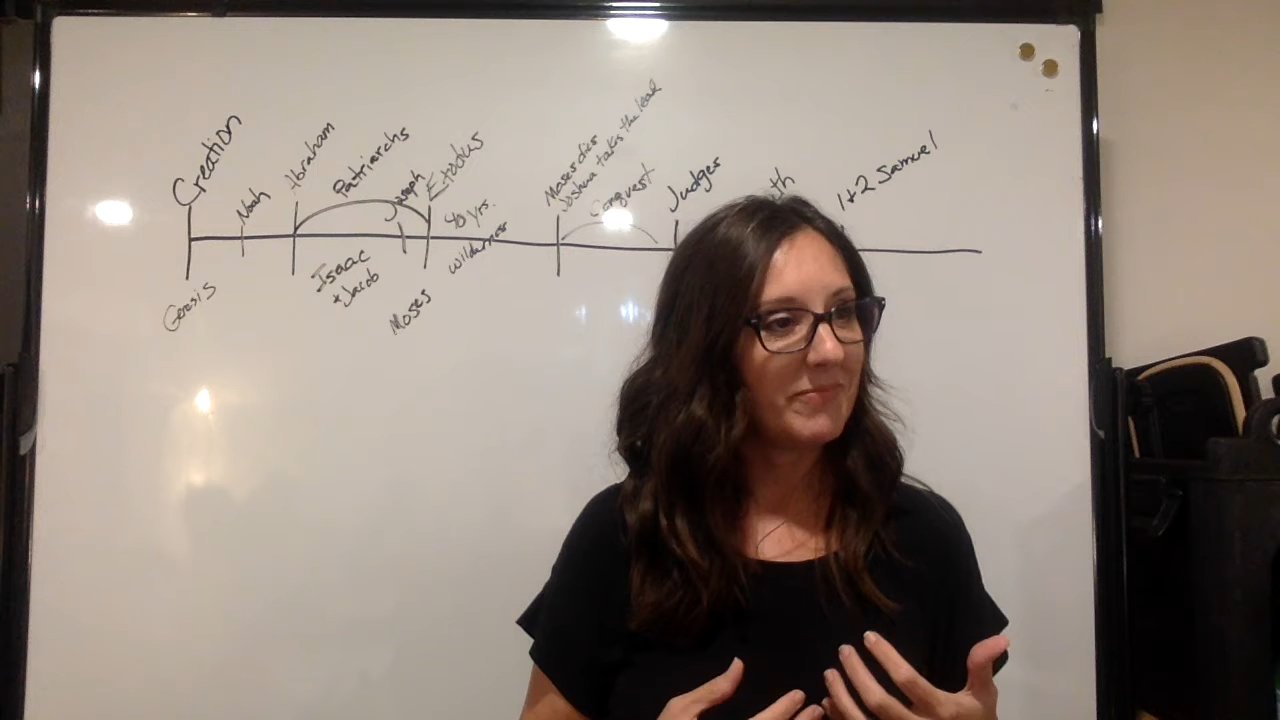 Creation
Noah
Abraham
Patriarchs
Joseph
Exodus
40 yrs.
wilderness
Moses dies
Joshua takes the lead
Conquest
Judges
th
1+2 Samuel
Genesis
Isaac
+ Jacob
Moses